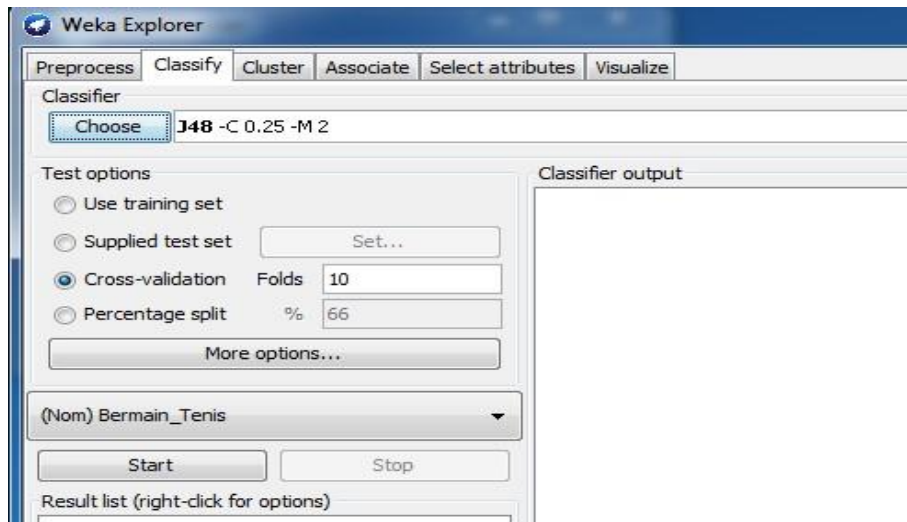 Weka Explorer
Preprocess Classify Cluster Associate Select attributes Visualize
Classifier
Choose J48 -C 0.25 -M 2
Test options
Use training set
Supplied test set Set...
Cross-validation Folds 10
Percentage split % 66
More options...
(Nom) Bermain_Tenis
Start Stop
Result list (right-click for options)
Classifier output